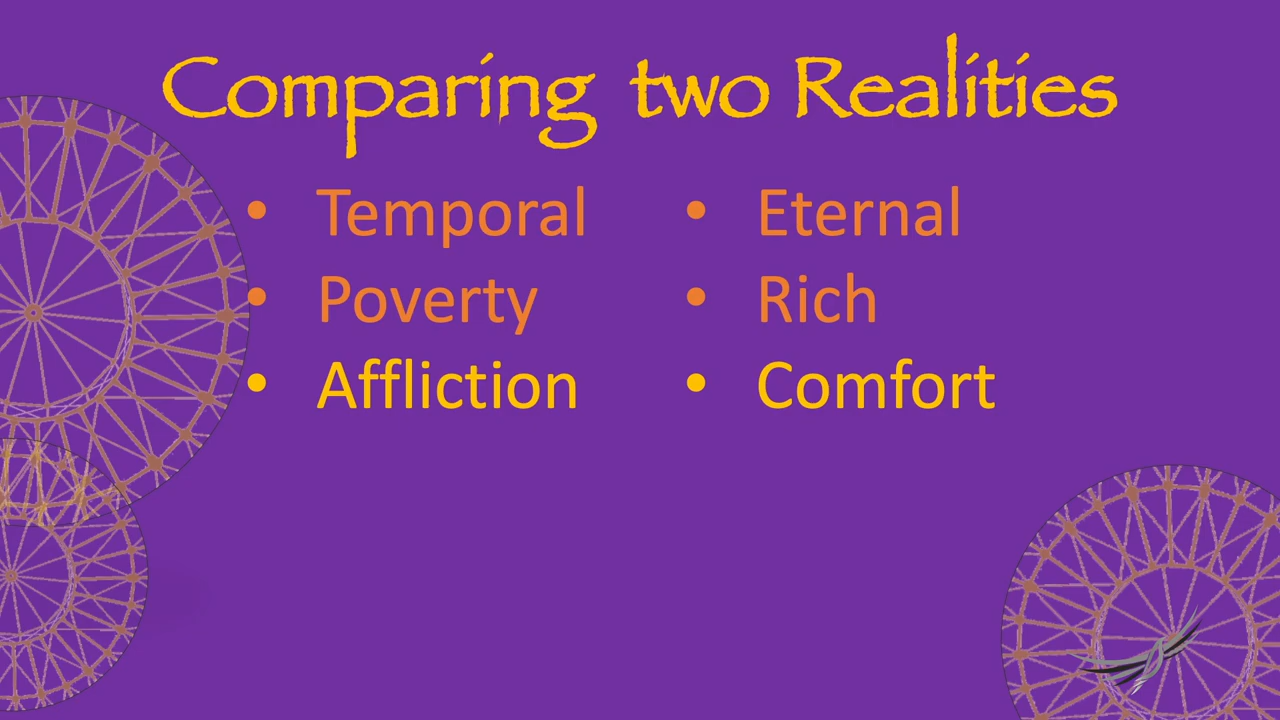 Comparing two Realities
• Temporal
• Poverty
• Affliction
• Eternal
• Rich
• Comfort